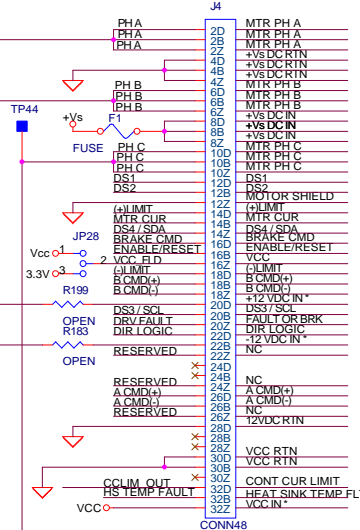 J4
PH A 2D MTR PH A
PH A 2B MTR PH A
PH A 2Z MTR PH A
4D +Vs DC RTN
4B +Vs DC RTN
4Z +Vs DC RTN
PH B 6D MTR PH B
PH B 6B MTR PH B
PH B 6Z MTR PH B
TP44
+Vs F1 FUSE
8D +Vs DC IN
8B +Vs DC IN
8Z +Vs DC IN
PH C 10D MTR PH C
PH C 10B MTR PH C
PH C 10Z MTR PH C
DS1 12D DS1
DS2 12B DS2
12Z MOTOR SHIELD
(+)LIMIT 14D (+)LIMIT
MTR CUR 14B MTR CUR
DS4 / SDA 14Z DS4 / SDA
BRAKE CMD 16D BRAKE CMD
ENABLE/RESET 16B ENABLE/RESET
JP28
Vcc 1
2 VCC_FLD 16Z VCC
3.3V 3
(-)LIMIT 18D (-)LIMIT
B CMD(+) 18B B CMD(+)
B CMD(-) 18Z B CMD(-)
R199 OPEN
20D +12 VDC IN*
DS3 / SCL 20B DS3 / SCL
DRV FAULT 20Z FAULT OR BRK
DIR LOGIC 22D DIR LOGIC
R183 OPEN
22B -12 VDC IN*
RESERVED 22Z NC
24D
24B
RESERVED 24Z NC
A CMD(+) 26D A CMD(+)
A CMD(-) 26B A CMD(-)
RESERVED 26Z NC
28D 12VDC RTN
28B
28Z
30D VCC RTN
30B VCC RTN
30Z
CCLIM_OUT 32D CONT CUR LIMIT
HS TEMP FAULT 32B HEAT SINK TEMP FL
VCC 32Z VCC IN*
CONN48